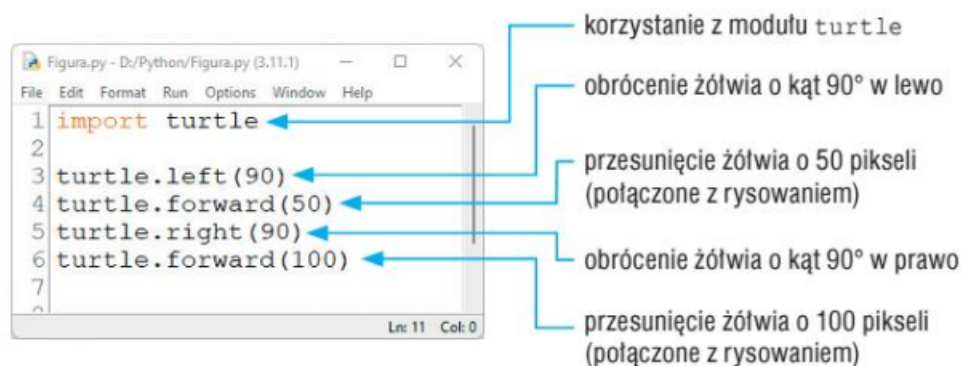 korzystanie z modułu turtle
Figura.py - D:/Python/Figura.py (3.11.1)
File Edit Format Run Options Window Help
1 import turtle
2
3 turtle.left(90)
4 turtle.forward(50)
5 turtle.right(90)
6 turtle.forward(100)
7
Ln: 11 Col: 0
obrócenie żółwia o kąt 90° w lewo
przesunięcie żółwia o 50 pikseli
(połączone z rysowaniem)
obrócenie żółwia o kąt 90° w prawo
przesunięcie żółwia o 100 pikseli
(połączone z rysowaniem)